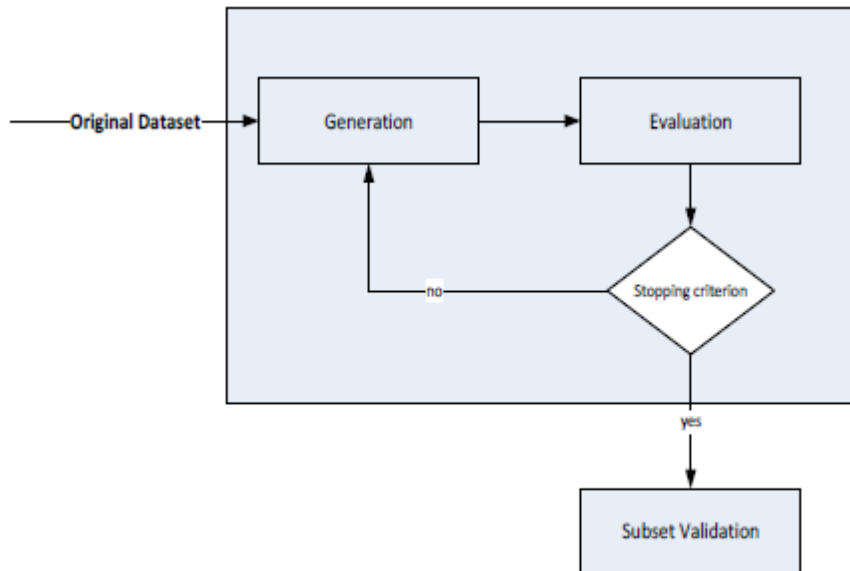 Original Dataset
Generation
Evaluation
Stopping criterion
no
yes
Subset Validation